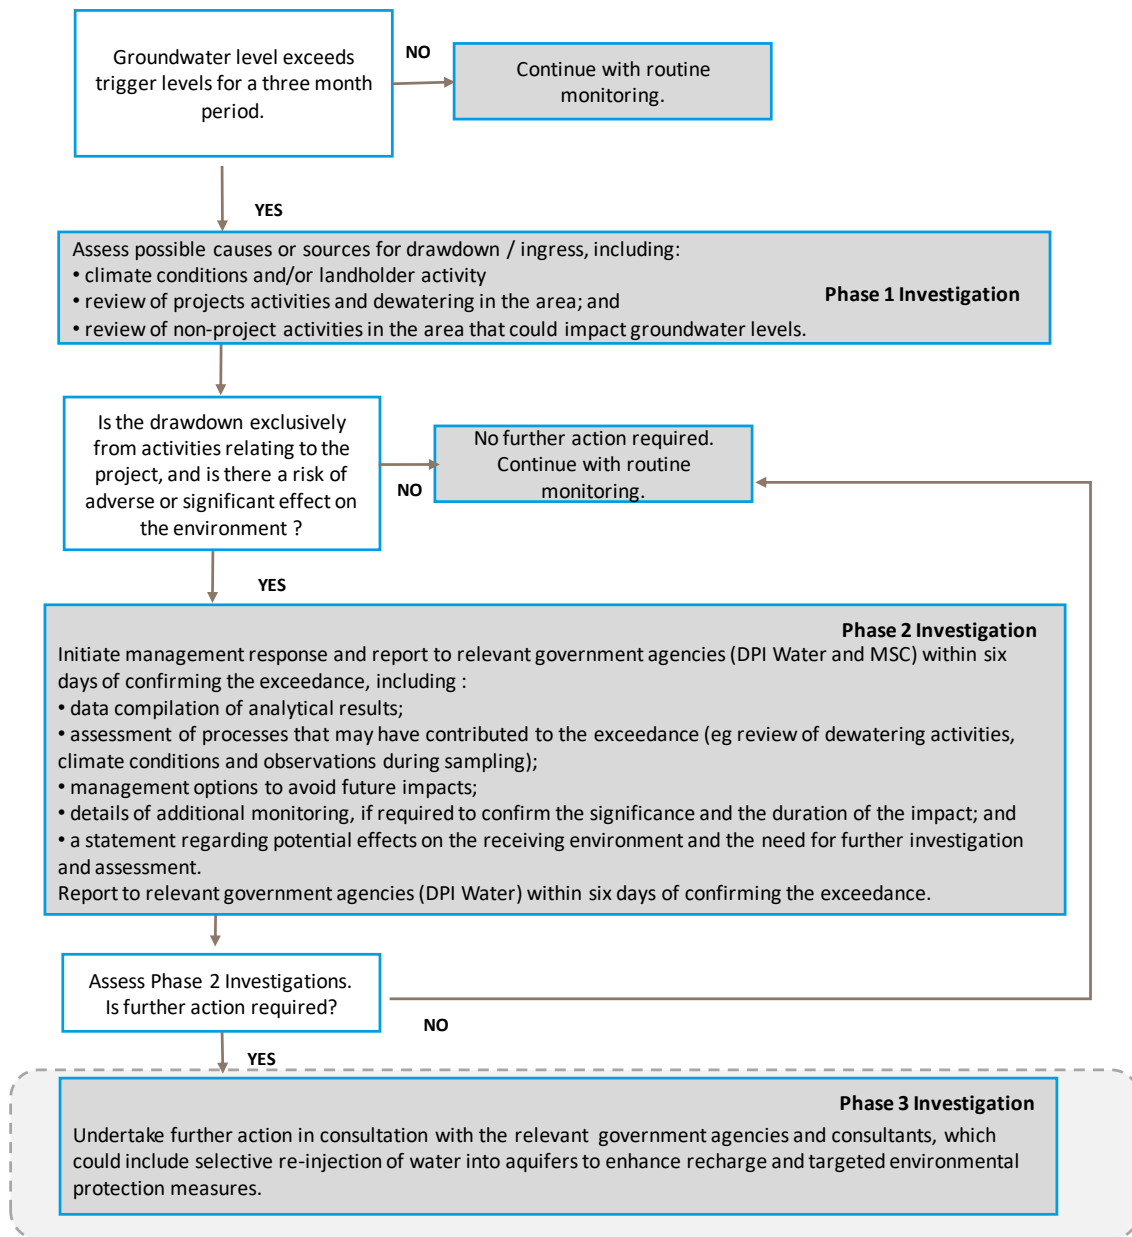 Groundwater level exceeds
trigger levels for a three month
period.
NO
Continue with routine
monitoring.
YES
Assess possible causes or sources for drawdown / ingress, including:
• climate conditions and/or landholder activity
• review of projects activities and dewatering in the area; and
• review of non-project activities in the area that could impact groundwater levels.
Phase 1 Investigation
Is the drawdown exclusively
from activities relating to the
project, and is there a risk of
adverse or significant effect on
the environment ?
NO
No further action required.
Continue with routine
monitoring.
YES
Phase 2 Investigation
Initiate management response and report to relevant government agencies (DPI Water and MSC) within six
days of confirming the exceedance, including :
• data compilation of analytical results;
• assessment of processes that may have contributed to the exceedance (eg review of dewatering activities,
climate conditions and observations during sampling);
• management options to avoid future impacts;
• details of additional monitoring, if required to confirm the significance and the duration of the impact; and
• a statement regarding potential effects on the receiving environment and the need for further investigation
and assessment.
Report to relevant government agencies (DPI Water) within six days of confirming the exceedance.
Assess Phase 2 Investigations.
Is further action required?
NO
YES
Phase 3 Investigation
Undertake further action in consultation with the relevant government agencies and consultants, which
could include selective re-injection of water into aquifers to enhance recharge and targeted environmental
protection measures.